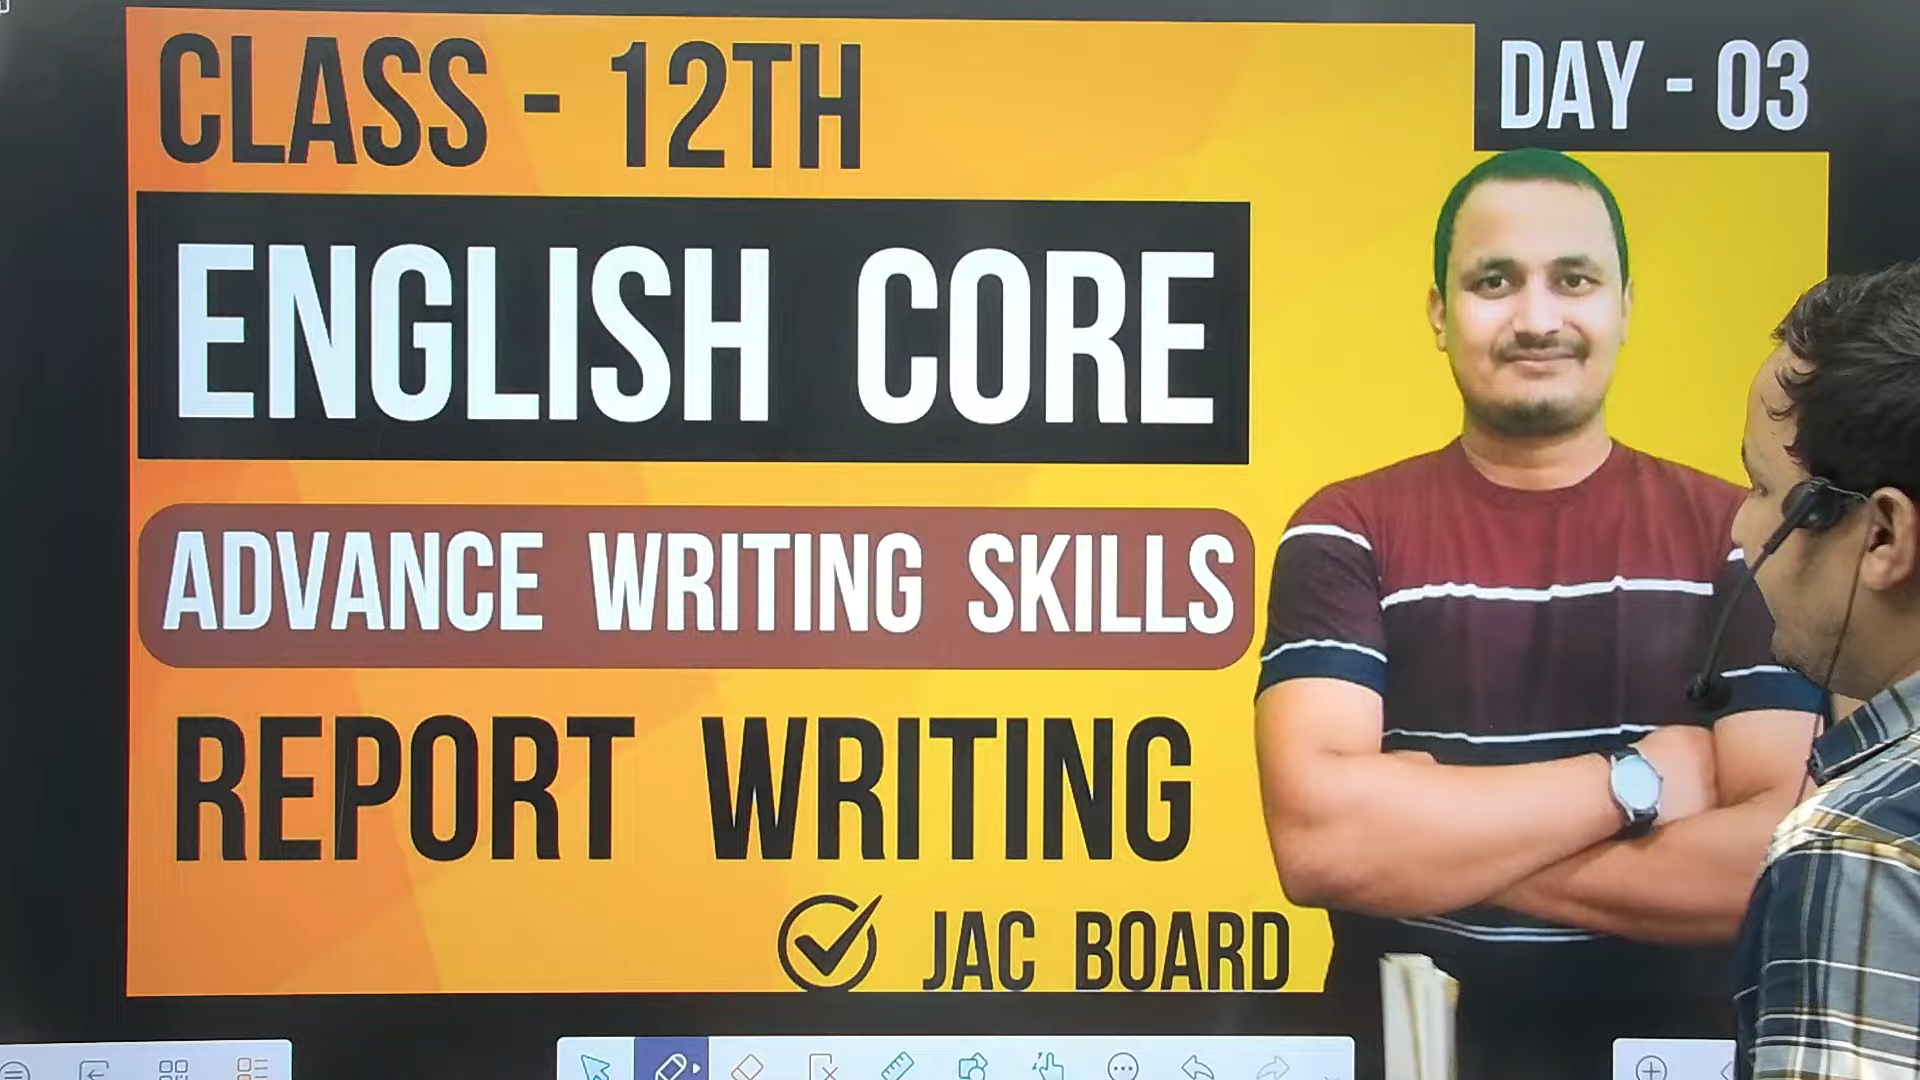 CLASS - 12TH
DAY - 03
ENGLISH CORE
ADVANCE WRITING SKILLS
REPORT WRITING
JAC BOARD